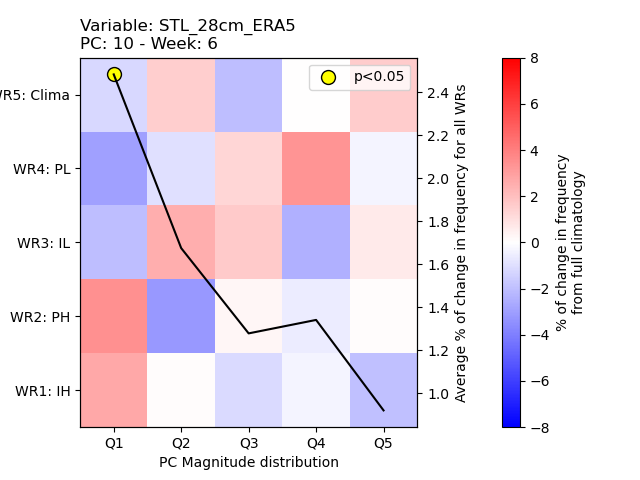 Variable: STL_28cm_ERA5
PC: 10 - Week: 6
p<0.05
WR5: Clima
WR4: PL
WR3: IL
WR2: PH
WR1: IH
Q1 Q2 Q3 Q4 Q5
PC Magnitude distribution
2.4
2.2
2.0
1.8
1.6
1.4
1.2
1.0
Average % of change in frequency for all WRs
8
6
4
2
0
−2
−4
−6
−8
% of change in frequency
from full climatology